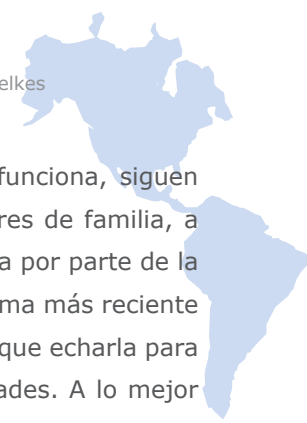 elkes
funciona, siguen
res de familia, a
a por parte de la
ma más reciente
que echarla para
ades. A lo mejor